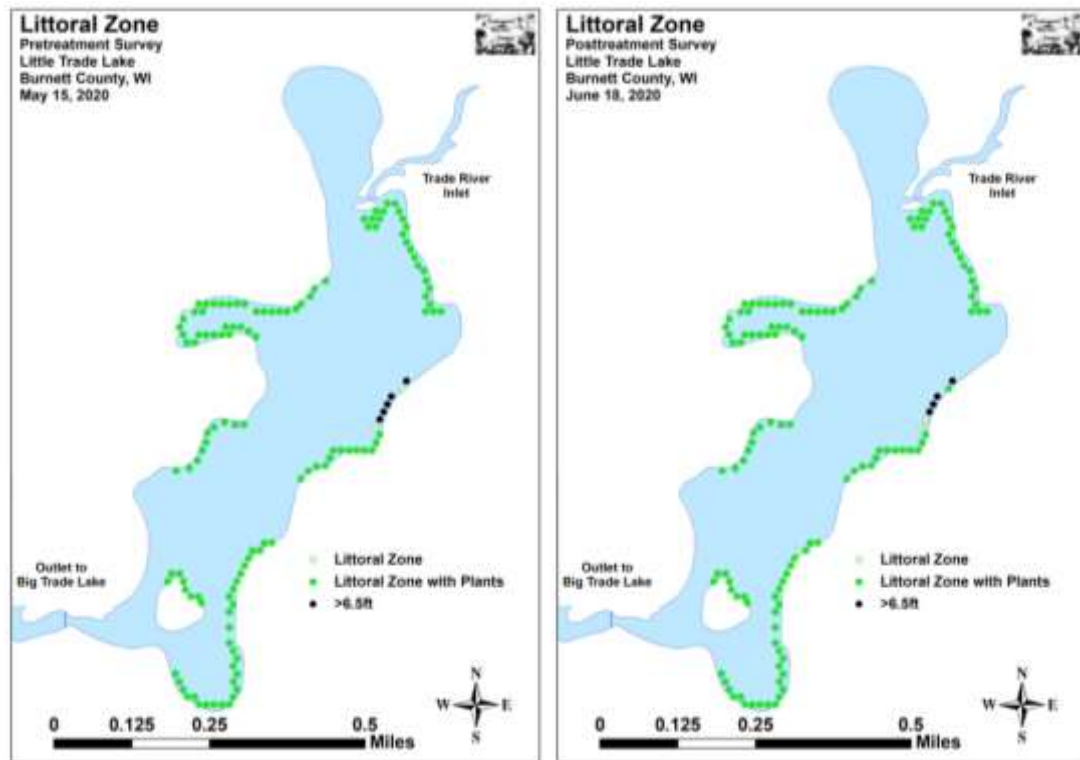 Littoral Zone
Pretreatment Survey
Little Trade Lake
Burnett County, WI
May 15, 2020
Trade River
Inlet
Outlet to
Big Trade Lake
Littoral Zone
Littoral Zone with Plants
>6.5ft
N
W E
S
0 0.125 0.25 0.5
Miles
Littoral Zone
Posttreatment Survey
Little Trade Lake
Burnett County, WI
June 18, 2020
Trade River
Inlet
Outlet to
Big Trade Lake
Littoral Zone
Littoral Zone with Plants
>6.5ft
N
W E
S
0 0.125 0.25 0.5
Miles